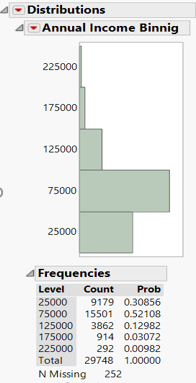 Distributions
Annual Income Binnig
225000
175000
125000
75000
25000
Frequencies
Level Count Prob
25000 9179 0.30856
75000 15501 0.52108
125000 3862 0.12982
175000 914 0.03072
225000 292 0.00982
Total 29748 1.00000
N Missing 252